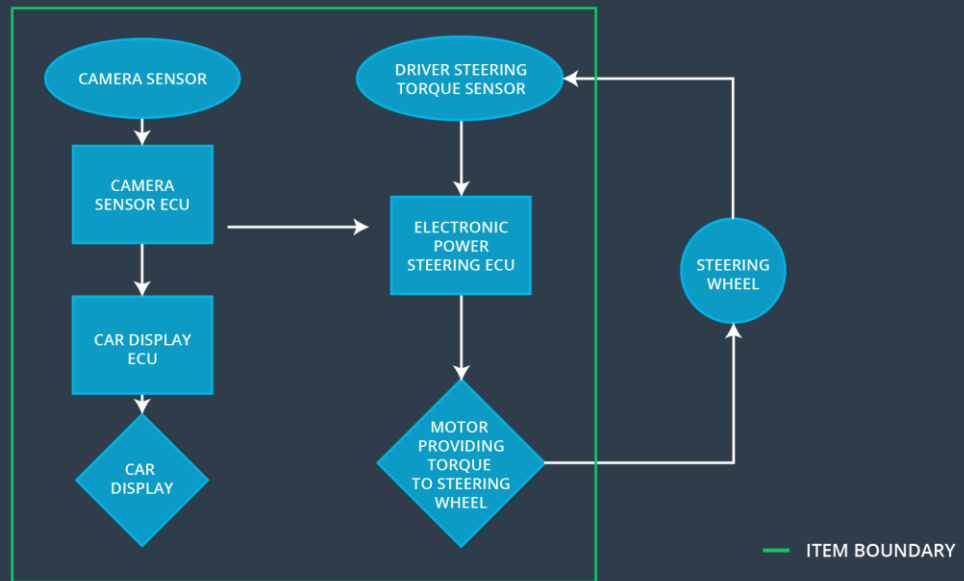 CAMERA SENSOR
DRIVER STEERING
TORQUE SENSOR
CAMERA
SENSOR ECU
ELECTRONIC
POWER
STEERING ECU
STEERING
WHEEL
CAR DISPLAY
ECU
MOTOR
PROVIDING
TORQUE
TO STEERING
WHEEL
CAR
DISPLAY
ITEM BOUNDARY